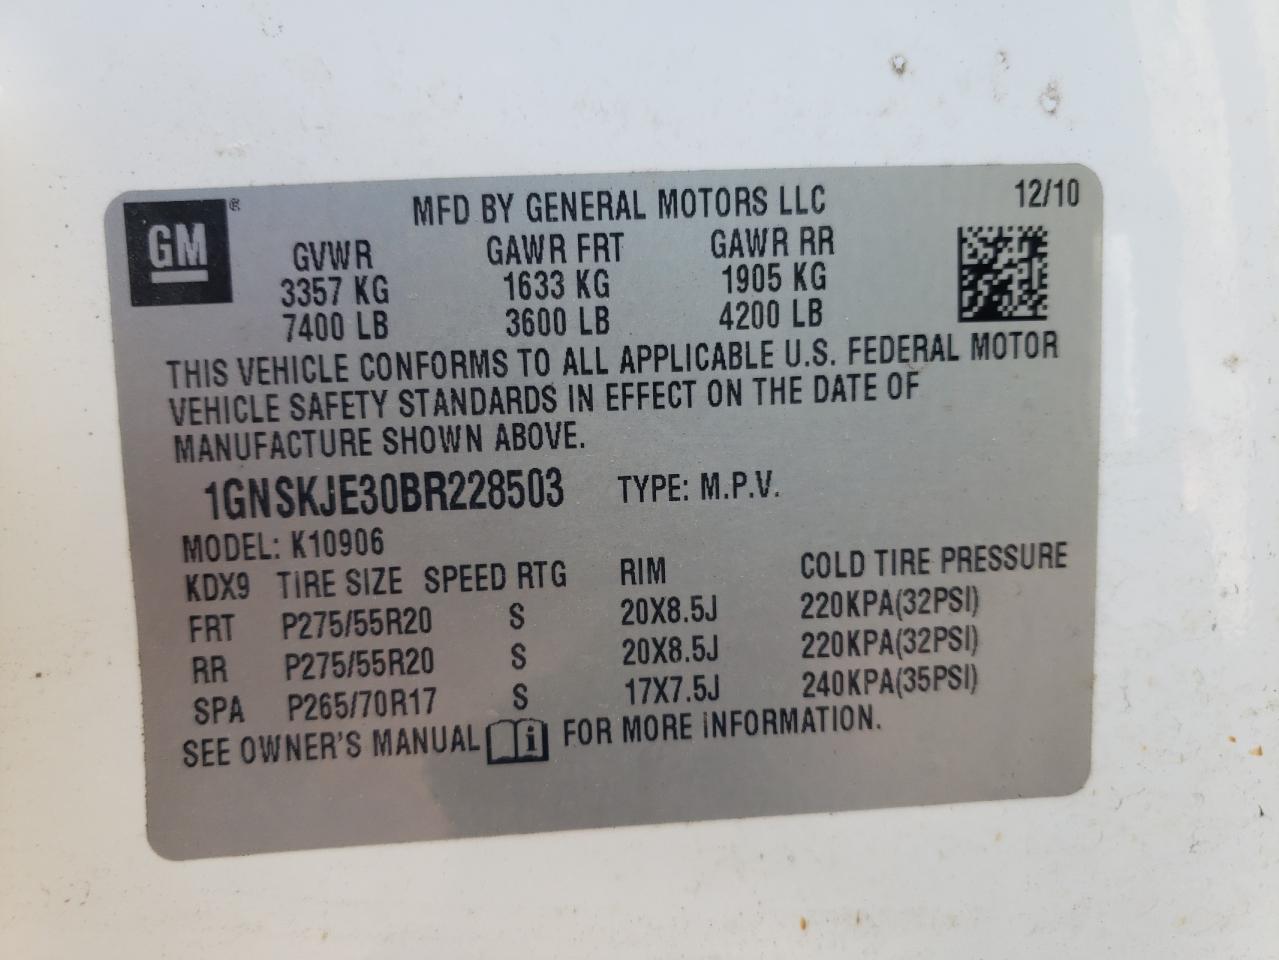 GM® MFD BY GENERAL MOTORS LLC 12/10
GVWR GAWR FRT GAWR RR
3357 KG 1633 KG 1905 KG
7400 LB 3600 LB 4200 LB
THIS VEHICLE CONFORMS TO ALL APPLICABLE U.S. FEDERAL MOTOR
VEHICLE SAFETY STANDARDS IN EFFECT ON THE DATE OF
MANUFACTURE SHOWN ABOVE.
1GNSKJE30BR228503 TYPE: M.P.V.
MODEL: K10906
KDX9 TIRE SIZE SPEED RTG RIM COLD TIRE PRESSURE
FRT P275/55R20 S 20X8.5J 220KPA(32PSI)
RR P275/55R20 S 20X8.5J 220KPA(32PSI)
SPA P265/70R17 S 17X7.5J 240KPA(35PSI)
SEE OWNER'S MANUAL i FOR MORE INFORMATION.